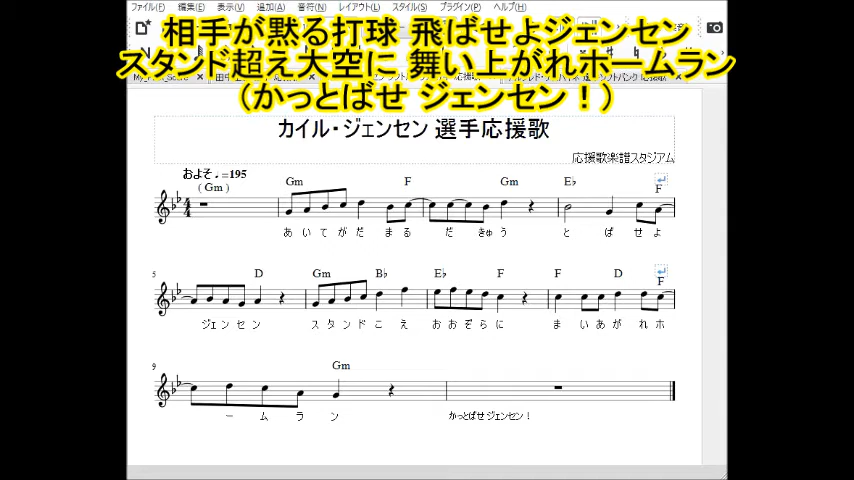 ファイル(F) 編集(E) 表示(V) 追加(A) 音符(N) レイアウト(L) スタイル(S) プラグイン(P) ヘルプ(H)
相手が黙る打球 飛ばせよジェンセン
スタンド超え大空に 舞い上がれホームラン
（かっとばせ ジェンセン！）
カイル・ジェンセン 選手応援歌
応援歌楽譜スタジアム
およそ ♩.=195
(Gm) Gm F Gm E♭ F
あ い て が だ ま る だ きゅ う と ば せ よ
5 D Gm B♭ E♭ F F D F
ジェ ン セ ン ス タ ン ド こ え お お ぞ ら に ま い あ が れ ホ
9 Gm
ー ム ラ ン かっとばせ ジェンセン！